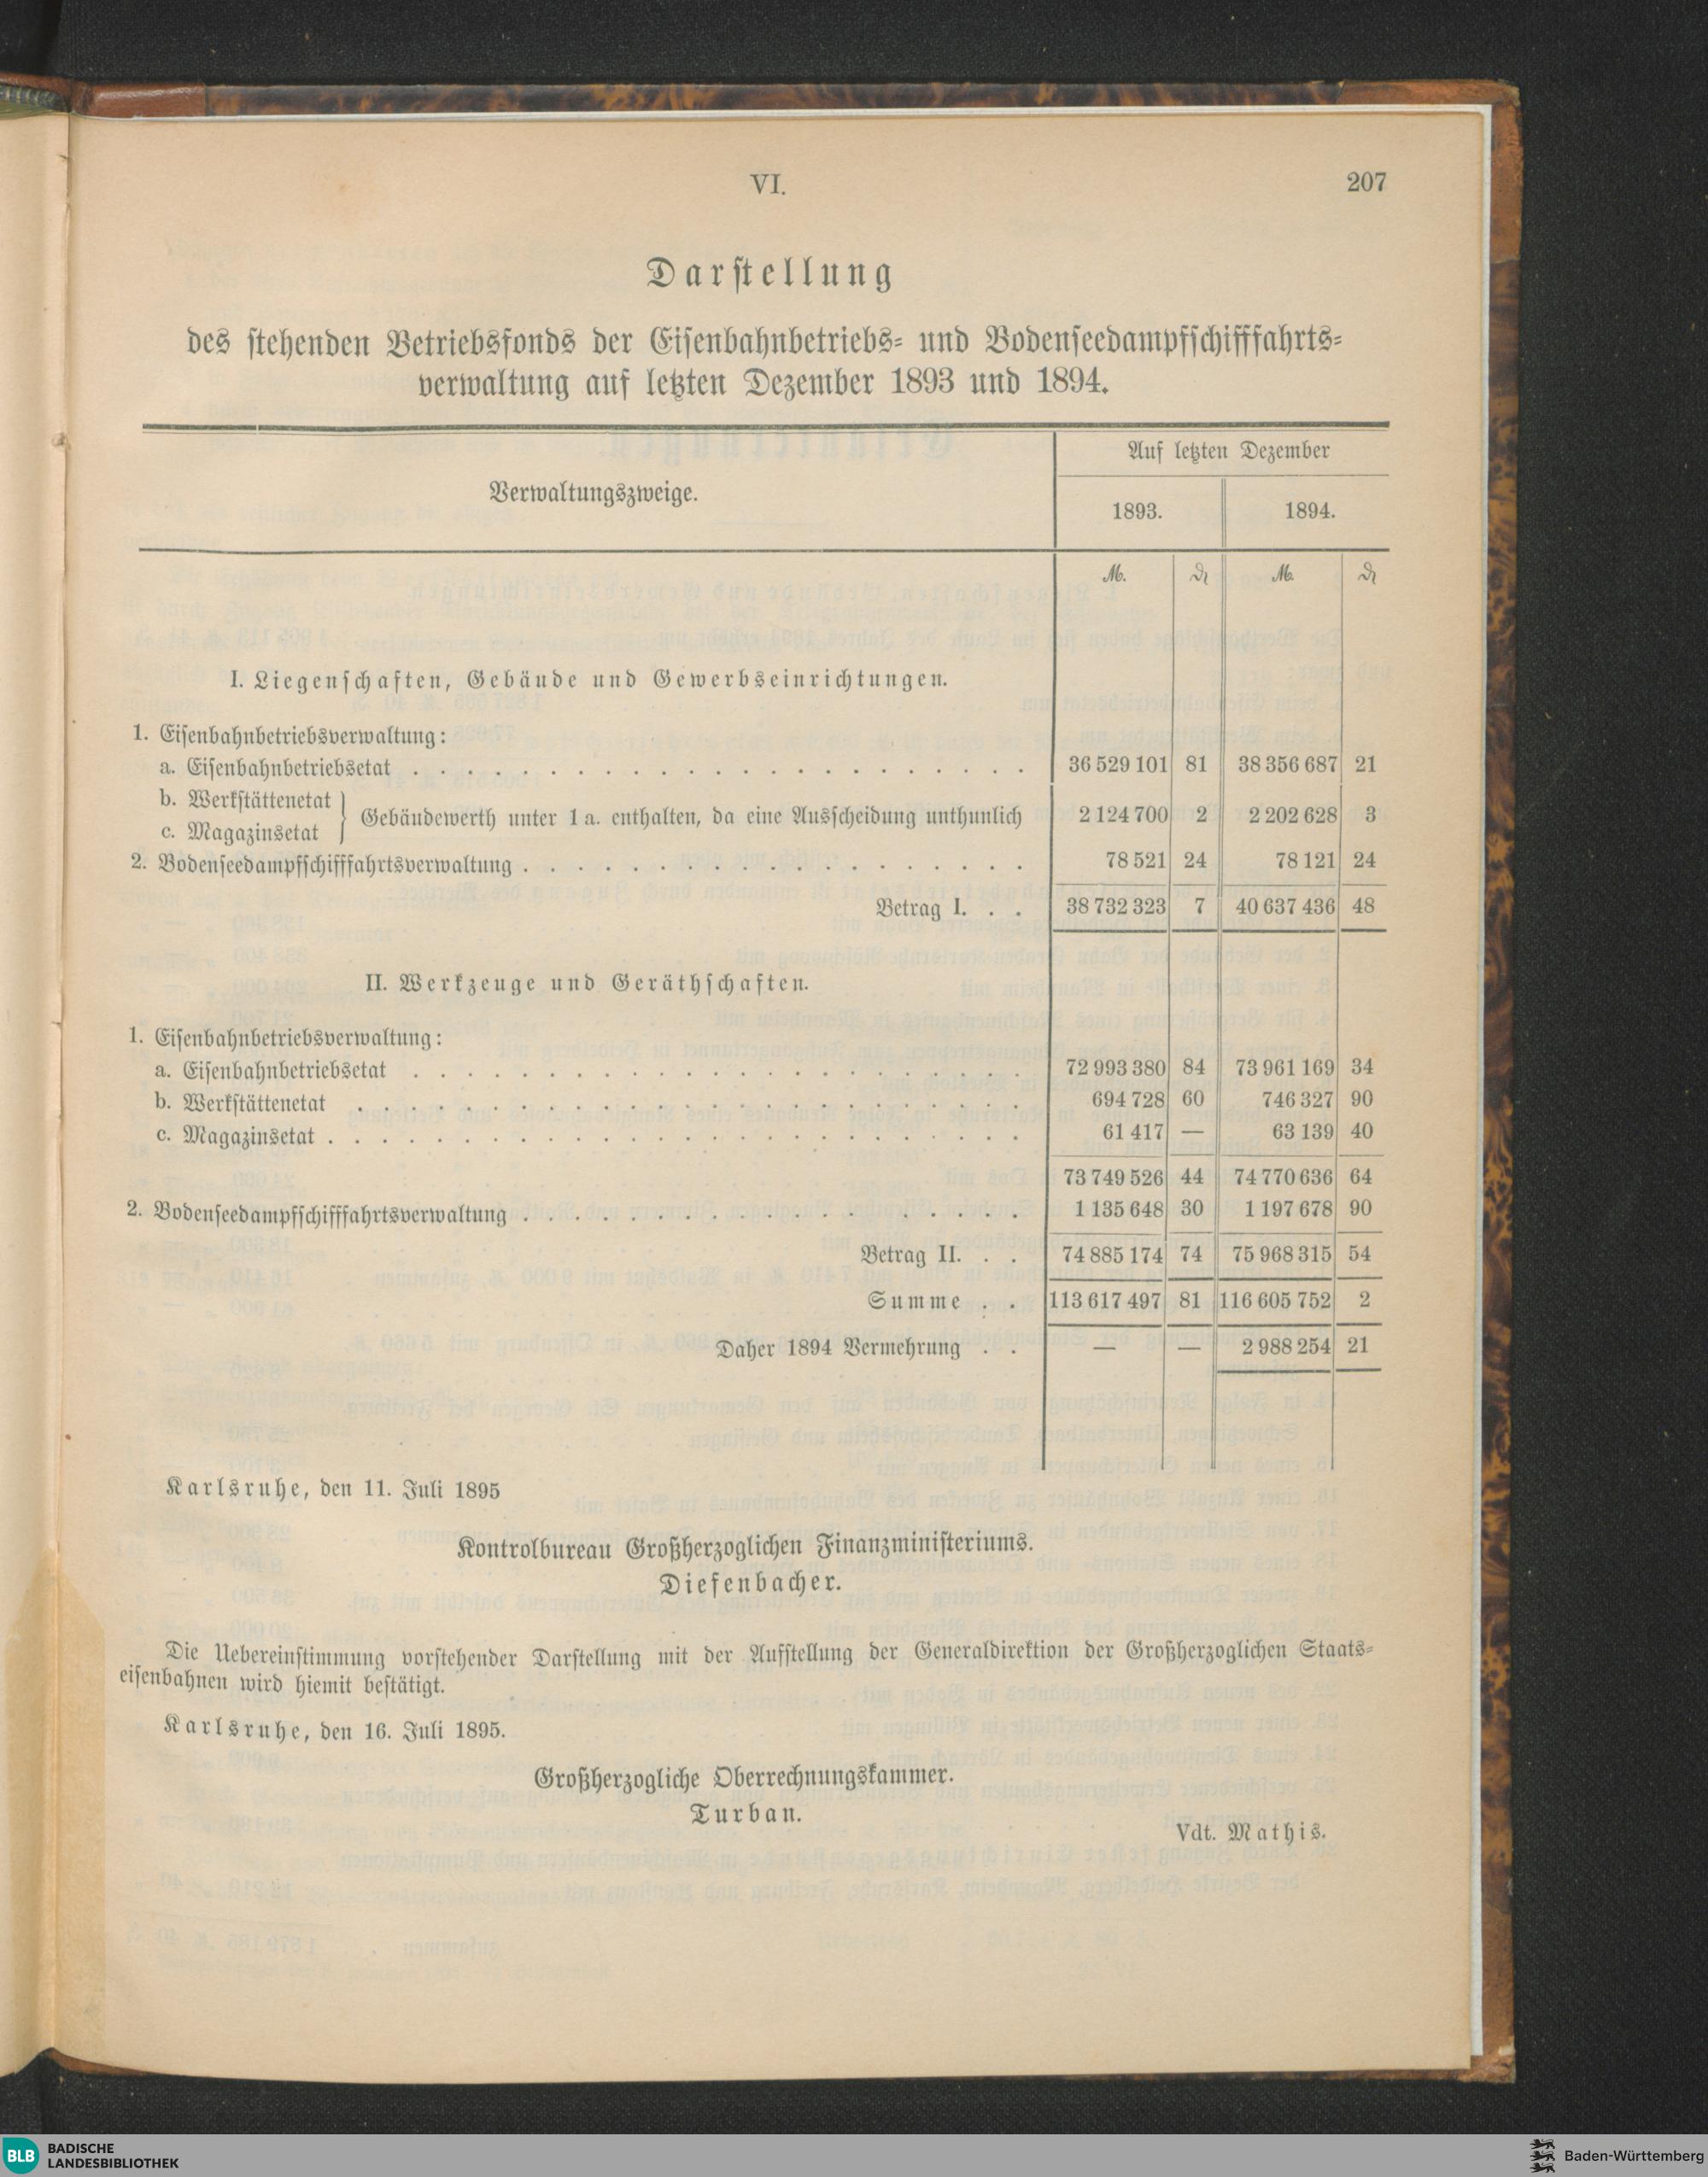 VI.
207
Darstellung
des stehenden Betriebsfonds der Eisenbahnbetriebs- und Bodenseedampfschifffahrts-
verwaltung auf letzten Dezember 1893 und 1894.
Verwaltungszweige.
Auf letzten Dezember
1893.
1894.
M. ₰ M. ₰
I. Liegenschaften, Gebäude und Gewerbseinrichtungen.
1. Eisenbahnbetriebsverwaltung:
a. Eisenbahnbetriebsetat . . . 36 529 101 81 38 356 687 21
b. Werkstättenetat
c. Magazinsetat
} Gebäudewerth unter 1 a. enthalten, da eine Ausscheidung unthunlich 2 124 700 2 2 202 628 3
2. Bodenseedampfschifffahrtsverwaltung . . . 78 521 24 78 121 24
Betrag I. . . 38 732 323 7 40 637 436 48
II. Werkzeuge und Geräthschaften.
1. Eisenbahnbetriebsverwaltung:
a. Eisenbahnbetriebsetat . . . 72 993 380 84 73 961 169 34
b. Werkstättenetat . . . 694 728 60 746 327 90
c. Magazinsetat . . . 61 417 — 63 139 40
73 749 526 44 74 770 636 64
2. Bodenseedampfschifffahrtsverwaltung . . . 1 135 648 30 1 197 678 90
Betrag II. . . 74 885 174 74 75 968 315 54
Summe . . 113 617 497 81 116 605 752 2
Daher 1894 Vermehrung . . — — 2 988 254 21
Karlsruhe, den 11. Juli 1895
Kontrolbureau Großherzoglichen Finanzministeriums.
Diefenbacher.
Die Uebereinstimmung vorstehender Darstellung mit der Aufstellung der Generaldirektion der Großherzoglichen Staats-
eisenbahnen wird hiemit bestätigt.
Karlsruhe, den 16. Juli 1895.
Großherzogliche Oberrechnungskammer.
Turban.
Vdt. Mathis.
BLB
BADISCHE
LANDESBIBLIOTHEK
Baden-Württemberg